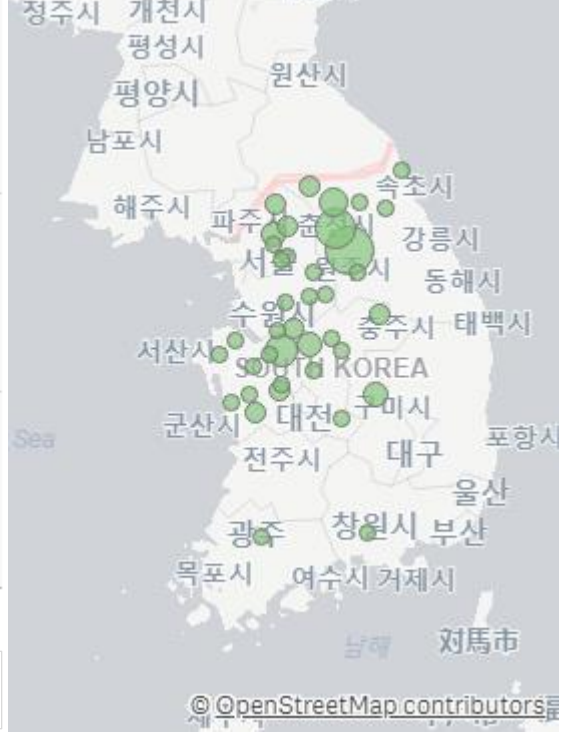 정주시 개천시
평성시
원산시
평양시
남포시
속초시
해주시
강릉시
서울
동해시
수원시
충주시 태백시
서산시
SOUTH KOREA
구미시
군산시 대전
Sea
포항시
대구
전주시
울산
광주 창원시 부산
목포시 여수시 거제시
남해
対馬市
© OpenStreetMap contributors